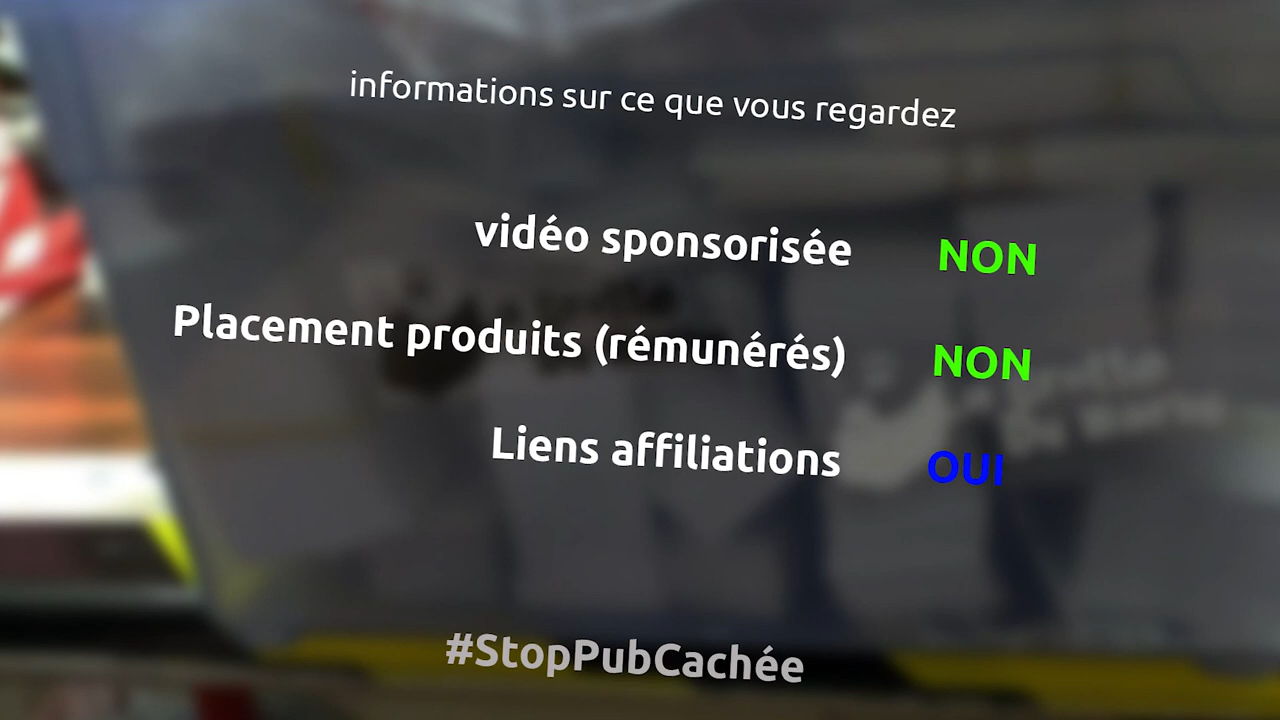 informations sur ce que vous regardez
vidéo sponsorisée NON
Placement produits (rémunérés) NON
Liens affiliations OUI
#StopPubCachée